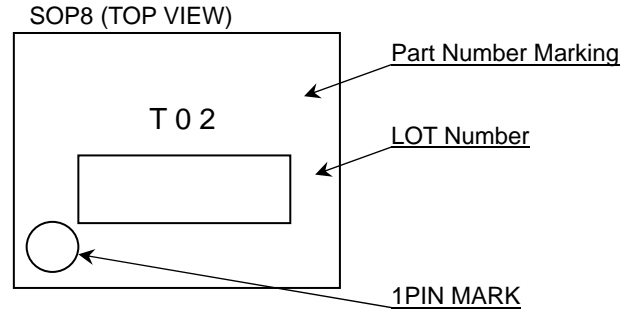 SOP8 (TOP VIEW)
Part Number Marking
T 0 2
LOT Number
1PIN MARK